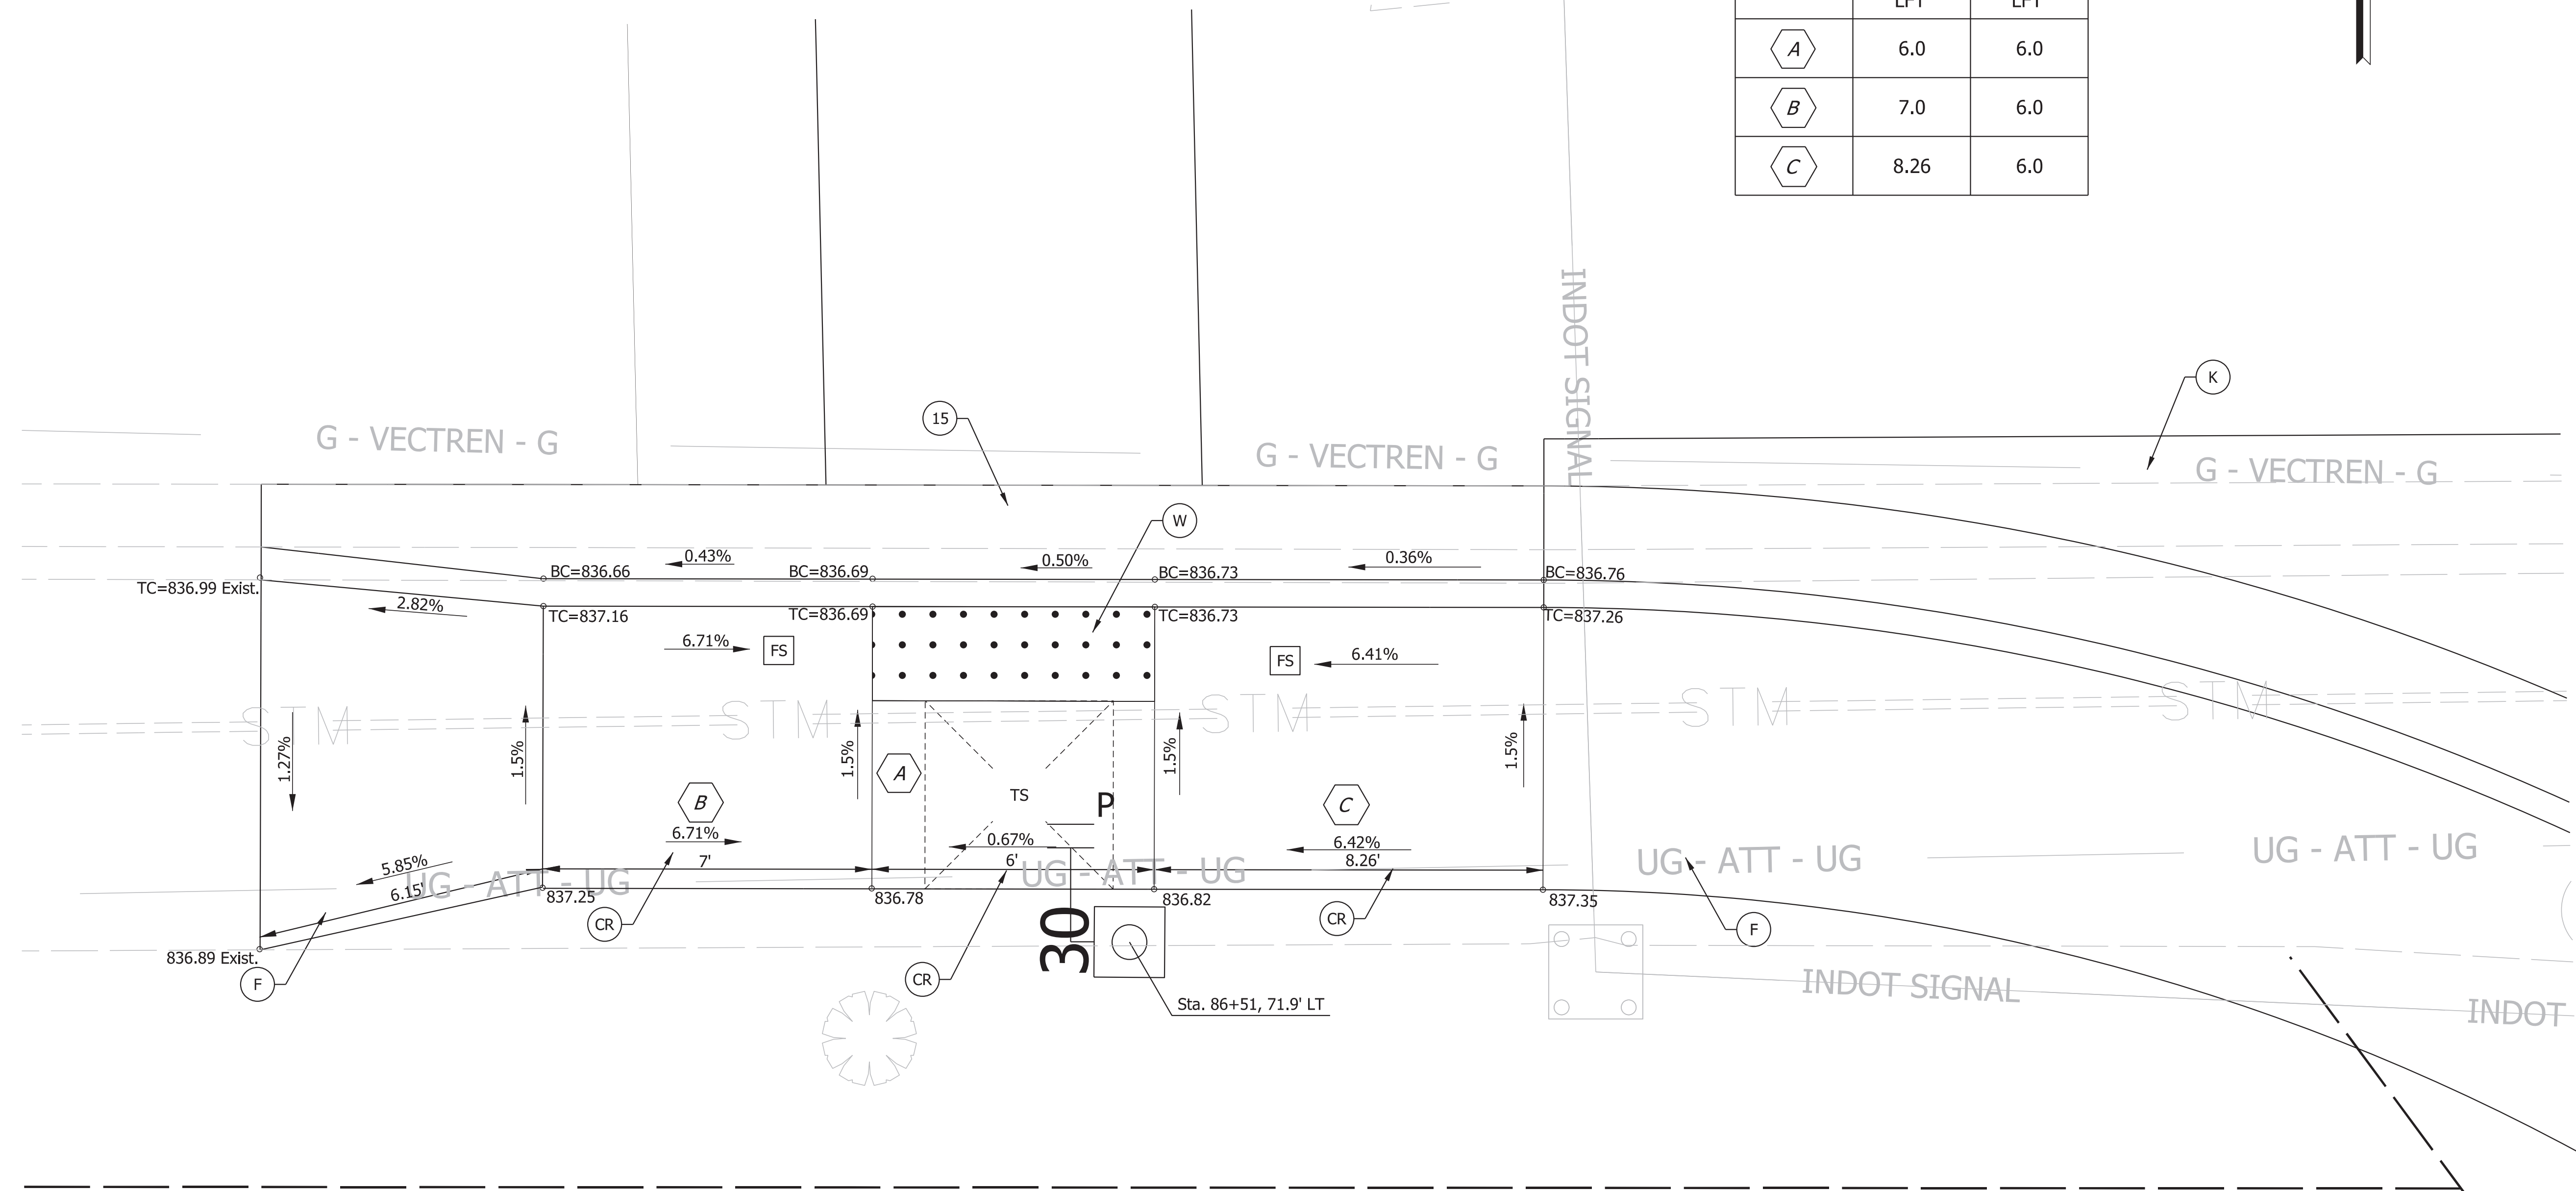 LFT LFT
A 6.0 6.0
B 7.0 6.0
C 8.26 6.0
INDOT SIGNAL
K
15
G - VECTREN - G
G - VECTREN - G
G - VECTREN - G
W
0.43%
0.50%
0.36%
BC=836.66
BC=836.69
BC=836.73
BC=836.76
TC=836.99 Exist.
2.82%
TC=837.16
TC=836.69
TC=836.73
TC=837.26
6.71%
FS
FS
6.41%
STM
STM
STM
STM
STM
1.27%
1.5%
1.5%
1.5%
1.5%
A
TS
B
P
C
6.71%
0.67%
6.42%
7'
6'
8.26'
5.85%
6.15'
UG - ATT - UG
UG - ATT - UG
UG - ATT - UG
UG - ATT - UG
837.25
836.78
836.82
837.35
CR
30
CR
F
836.89 Exist.
F
CR
INDOT SIGNAL
INDOT
Sta. 86+51, 71.9' LT